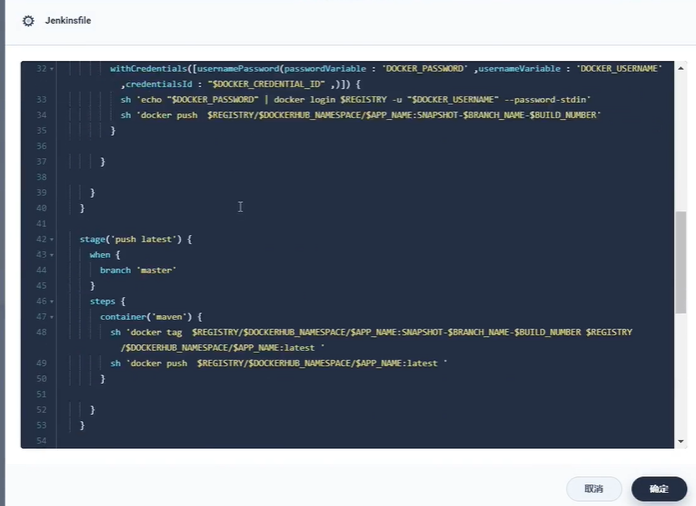 Jenkinsfile
32 withCredentials([usernamePassword(passwordVariable : 'DOCKER_PASSWORD' ,usernameVariable : 'DOCKER_USERNAME'
,credentialsId : "$DOCKER_CREDENTIAL_ID" ,)]) {
33 sh 'echo "$DOCKER_PASSWORD" | docker login $REGISTRY -u "$DOCKER_USERNAME" --password-stdin'
34 sh 'docker push  $REGISTRY/$DOCKERHUB_NAMESPACE/$APP_NAME:SNAPSHOT-$BRANCH_NAME-$BUILD_NUMBER'
35 }
36
37 }
38
39 }
40 }
41
42 stage('push latest') {
43 when {
44 branch 'master'
45 }
46 steps {
47 container('maven') {
48 sh 'docker tag  $REGISTRY/$DOCKERHUB_NAMESPACE/$APP_NAME:SNAPSHOT-$BRANCH_NAME-$BUILD_NUMBER $REGISTRY
/$DOCKERHUB_NAMESPACE/$APP_NAME:latest '
49 sh 'docker push  $REGISTRY/$DOCKERHUB_NAMESPACE/$APP_NAME:latest '
50 }
51
52 }
53 }
54
取消 确定